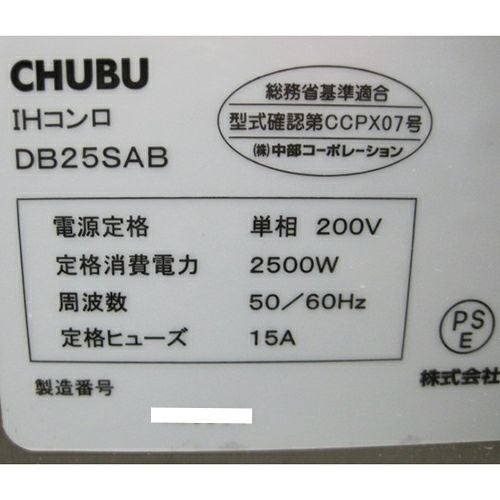 CHUBU
IHコンロ
DB25SAB
総務省基準適合
型式確認第CCPX07号
㈱中部コーポレーション
電源定格 単相 200V
定格消費電力 2500W
周波数 50／60Hz
定格ヒューズ 15A
PS
E
製造番号
株式会社